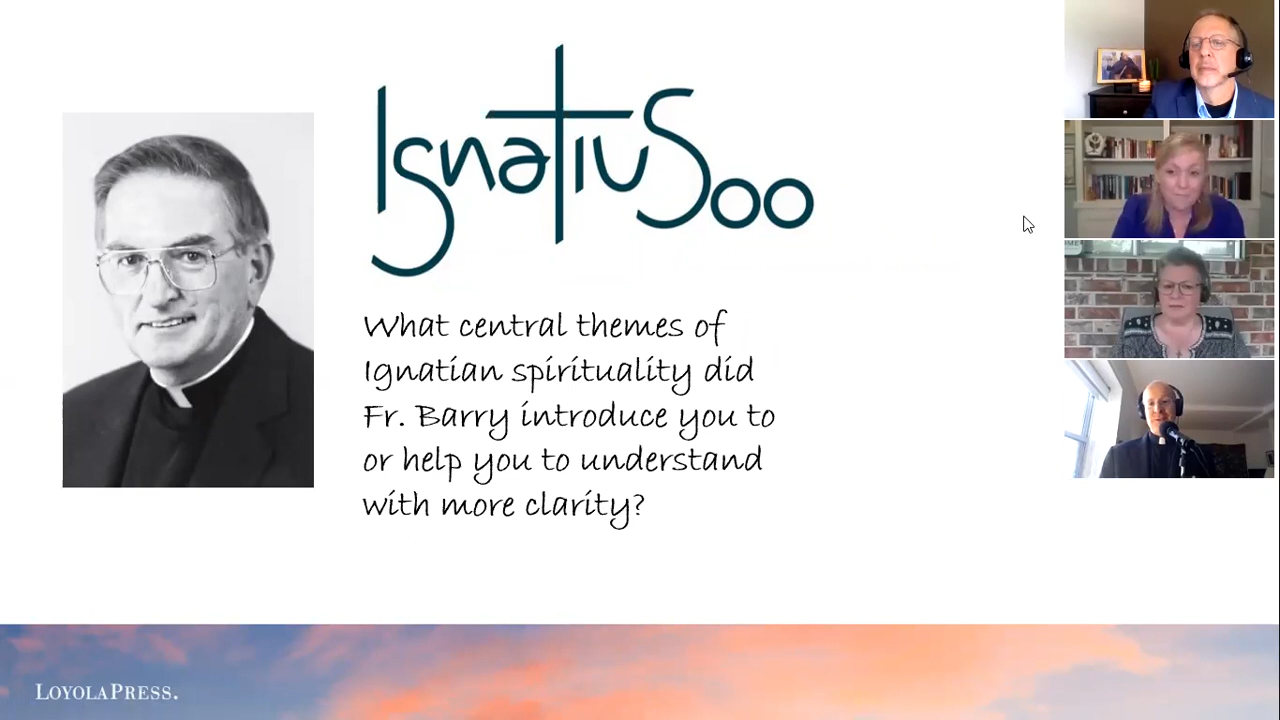 IgnatiuS00
What central themes of
Ignatian spirituality did
Fr. Barry introduce you to
or help you to understand
with more clarity?
LOYOLAPRESS.